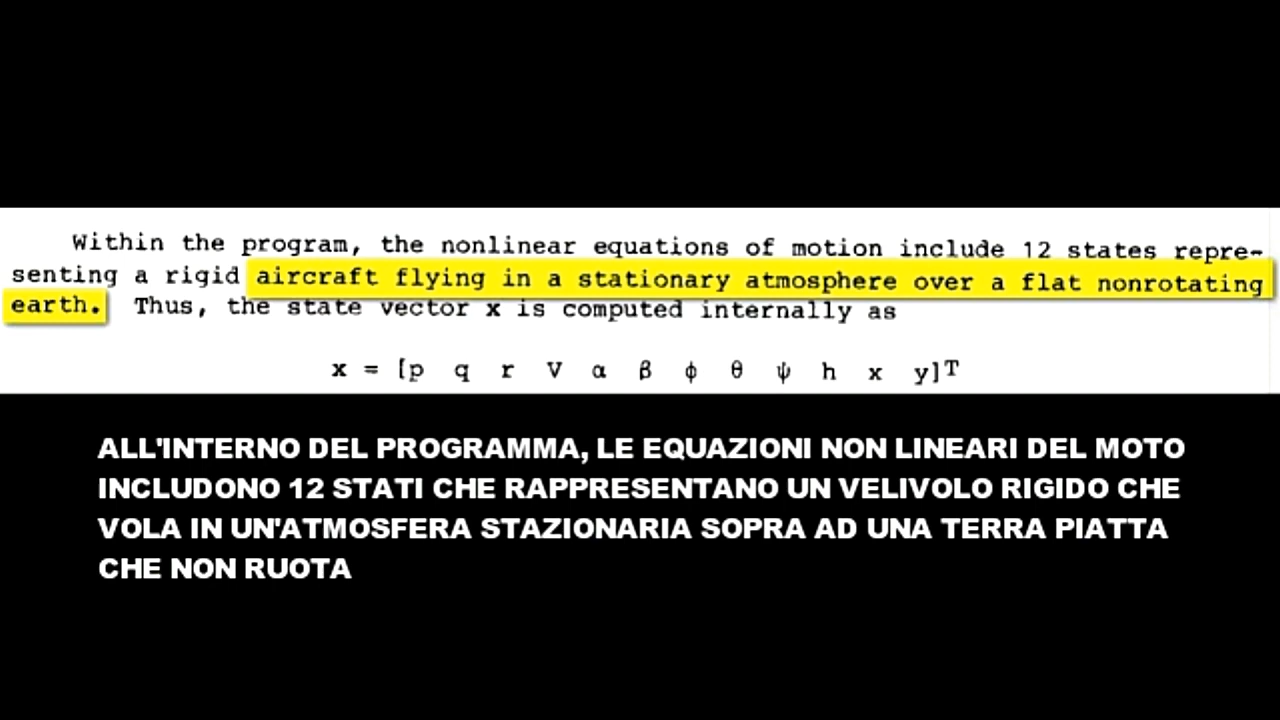 Within the program, the nonlinear equations of motion include 12 states repre-
senting a rigid aircraft flying in a stationary atmosphere over a flat nonrotating
earth. Thus, the state vector x is computed internally as
x = [p q r V α β ϕ θ ψ h x y]T
ALL'INTERNO DEL PROGRAMMA, LE EQUAZIONI NON LINEARI DEL MOTO
INCLUDONO 12 STATI CHE RAPPRESENTANO UN VELIVOLO RIGIDO CHE
VOLA IN UN'ATMOSFERA STAZIONARIA SOPRA AD UNA TERRA PIATTA
CHE NON RUOTA